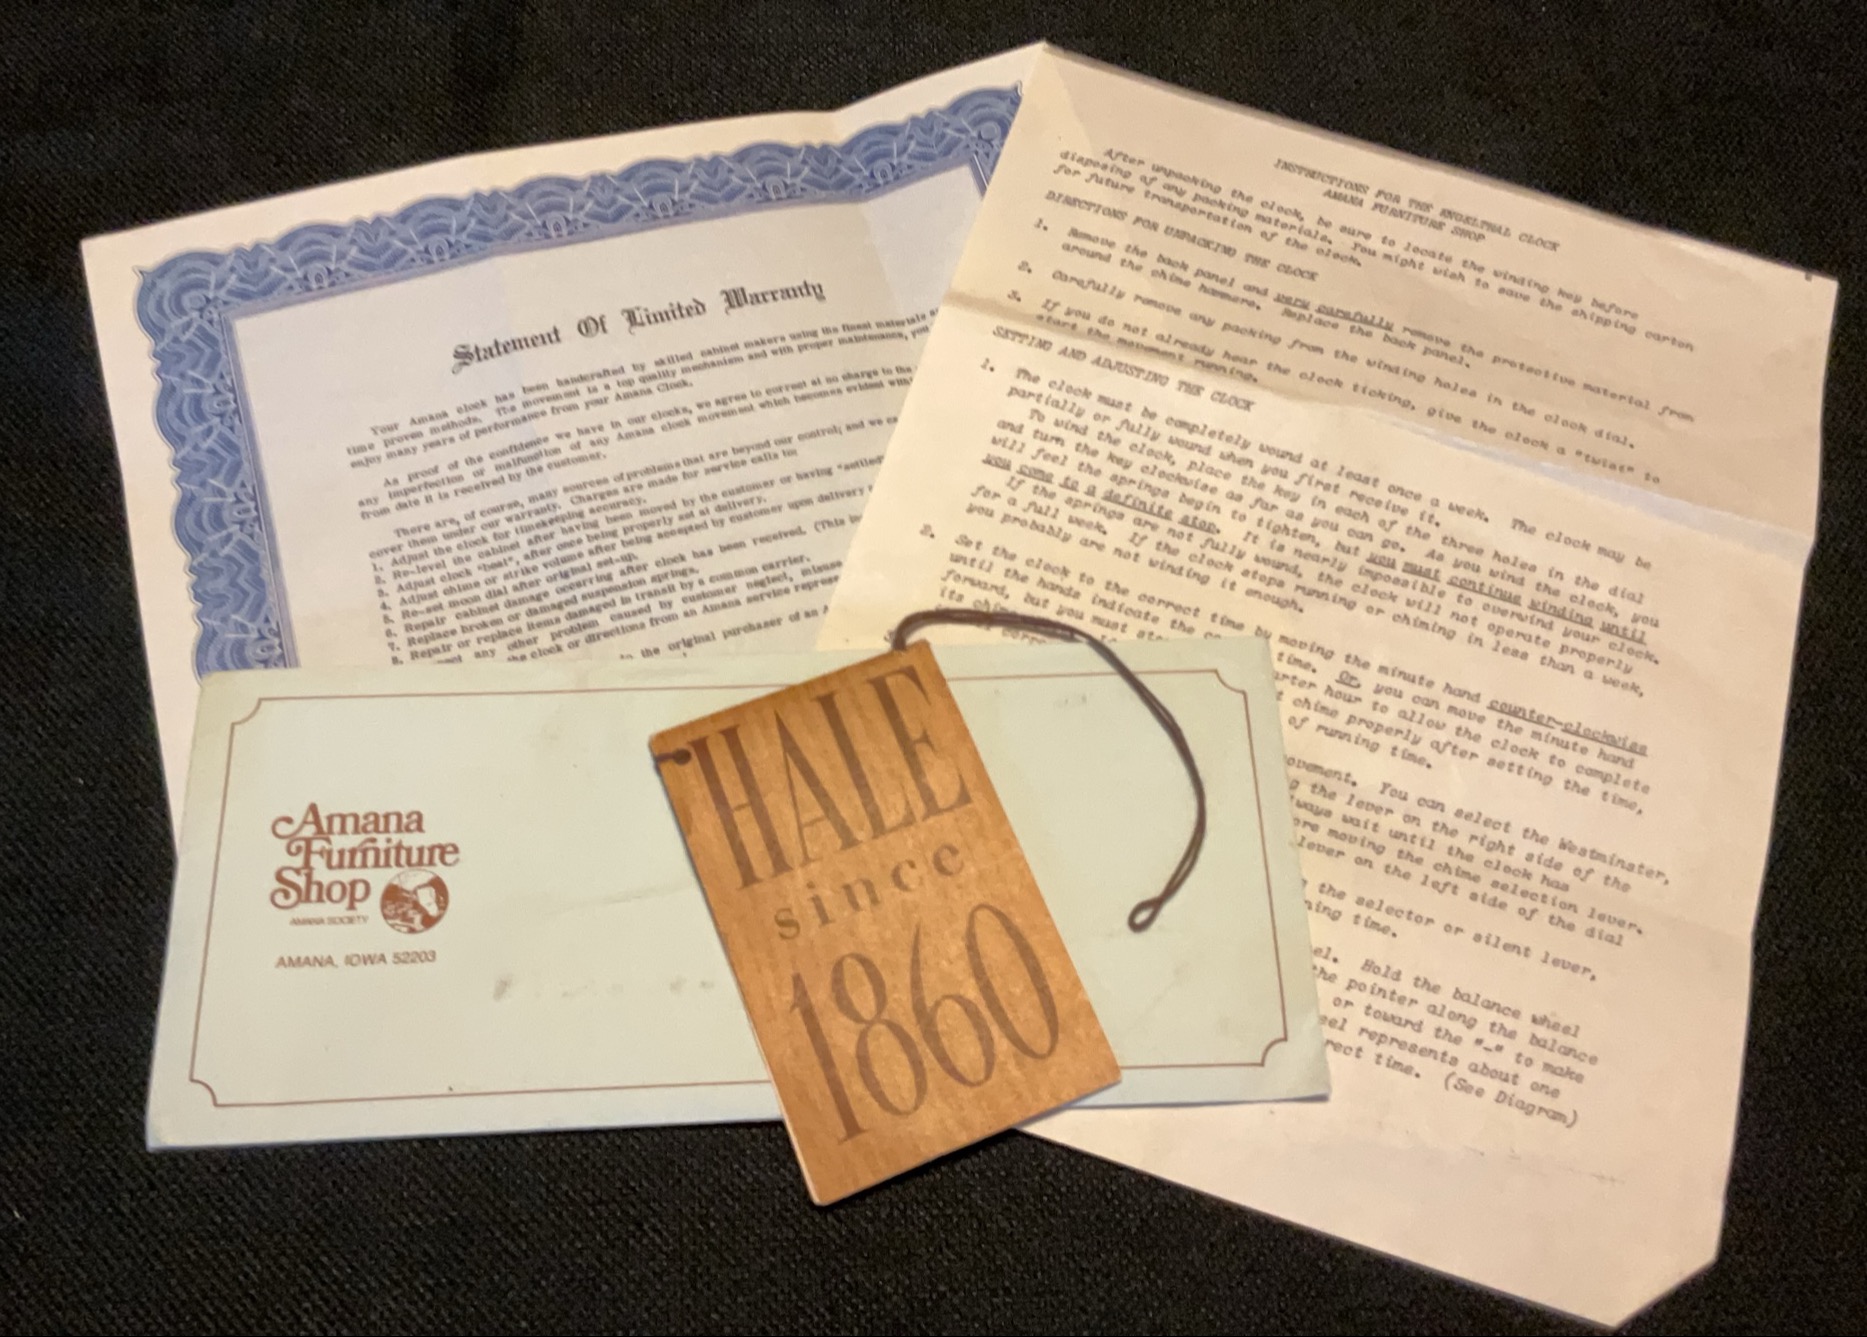 Statement Of Limited Warranty
Your Amana clock has been handcrafted by skilled cabinet makers using the finest materials
time proven methods. The movement is a top quality mechanism and with proper maintenance, you
enjoy many years of performance from your Amana Clock.
As proof of the confidence we have in our clocks, we agree to correct at no charge to the
any imperfection or malfunction of any Amana clock movement which becomes evident
from date it is received by the customer.
There are, of course, many sources of problems that are beyond our control; and we
cover them under our warranty. Charges are made for service calls to:
1. Adjust the clock for timekeeping accuracy.
2. Re-level the cabinet after having been moved by the customer or having "settled"
3. Adjust clock "beat", after once being properly set at delivery.
4. Adjust chime or strike volume after being accepted by customer upon delivery
5. Re-set moon dial after original set-up.
6. Repair cabinet damage occurring after clock has been received. (This
7. Replace broken or damaged suspension springs.
8. Repair or replace items damaged in transit by a common carrier.
any other problem caused by customer neglect, misuse
the clock or directions from an Amana service
to the original purchaser of an
INSTRUCTIONS FOR THE ENGELTHAL CLOCK
AMANA FURNITURE SHOP
After unpacking the clock, be sure to locate the winding key before
disposing of any packing materials. You might wish to save the shipping carton
for future transportation of the clock.
DIRECTIONS FOR UNPACKING THE CLOCK
1. Remove the back panel and very carefully remove the protective material from
around the chime hammers. Replace the back panel.
2. Carefully remove any packing from the winding holes in the clock dial.
3. If you do not already hear the clock ticking, give the clock a "twist" to
start the movement running.
SETTING AND ADJUSTING THE CLOCK
1. The clock must be completely wound at least once a week. The clock may be
partially or fully wound when you first receive it.
To wind the clock, place the key in each of the three holes in the dial
and turn the key clockwise as far as you can go. As you wind the clock, you
will feel the springs begin to tighten, but you must continue winding until
you come to a definite stop. It is nearly impossible to overwind your clock.
If the springs are not fully wound, the clock will not operate properly
for a full week. If the clock stops running or chiming in less than a week,
you probably are not winding it enough.
2. Set the clock to the correct time by moving the minute hand counter-clockwise
until the hands indicate the time. Or, you can move the minute hand
forward, but you must hour to allow the clock to complete
its chime properly after setting the time,
of running time.
You can select the Westminster,
the lever on the right side of the
wait until the clock has
moving the chime selection lever.
lever on the left side of the dial
the selector or silent lever,
time.
Hold the balance wheel
the pointer along the balance
or toward the "-" to make
represents about one
time. (See Diagram)
Amana
Furniture
Shop
AMANA SOCIETY
AMANA, IOWA 52203
HALE
since
1860